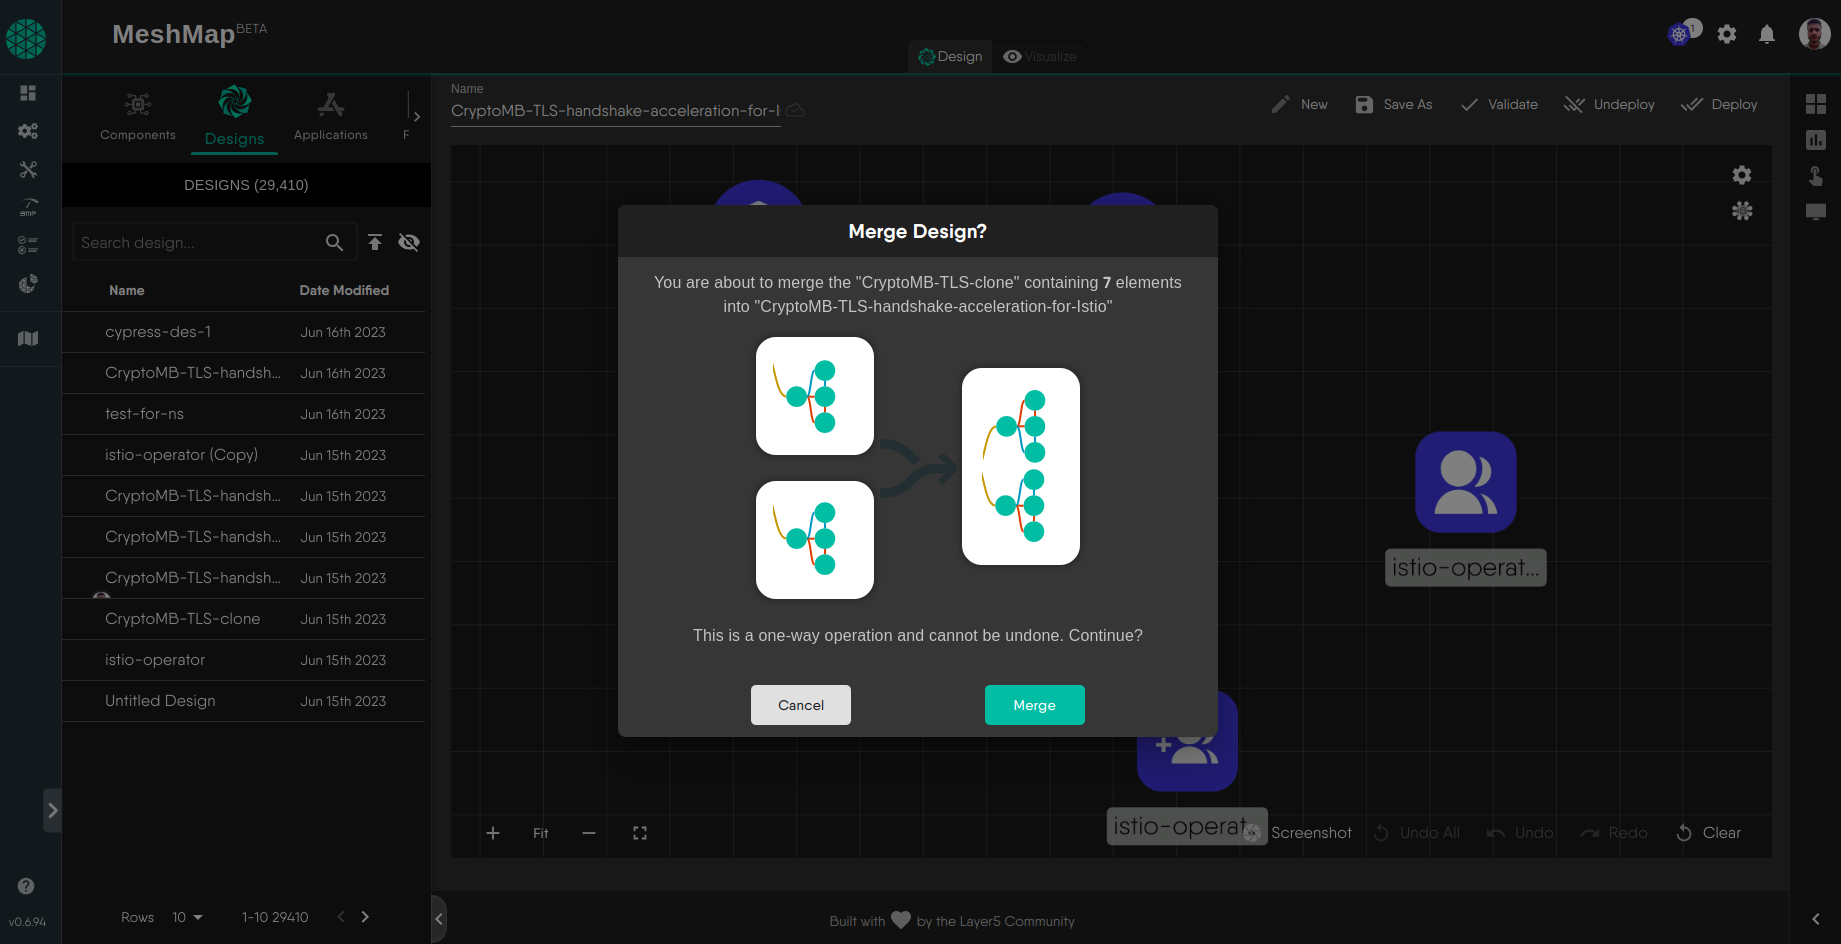 MeshMap BETA
1
Design
Visualize
Components
Designs
Applications
F
DESIGNS (29,410)
Search design...
Name
Date Modified
cypress-des-1
Jun 16th 2023
CryptoMB-TLS-handsh...
Jun 16th 2023
test-for-ns
Jun 16th 2023
istio-operator (Copy)
Jun 15th 2023
CryptoMB-TLS-handsh...
Jun 15th 2023
CryptoMB-TLS-handsh...
Jun 15th 2023
CryptoMB-TLS-handsh...
Jun 15th 2023
CryptoMB-TLS-clone
Jun 15th 2023
istio-operator
Jun 15th 2023
Untitled Design
Jun 15th 2023
Rows
10
1-10 29410
v0.6.94
Name
CryptoMB-TLS-handshake-acceleration-for-I
New
Save As
Validate
Undeploy
Deploy
Merge Design?
You are about to merge the "CryptoMB-TLS-clone" containing 7 elements
into "CryptoMB-TLS-handshake-acceleration-for-Istio"
This is a one-way operation and cannot be undone. Continue?
Cancel
Merge
istio-operat...
istio-operat...
Fit
Screenshot
Undo All
Undo
Redo
Clear
Built with
by the Layer5 Community